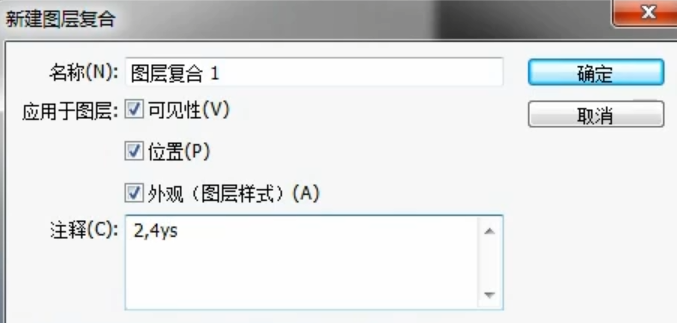 新建图层复合
名称(N): 图层复合 1
确定
应用于图层: 可见性(V)
取消
位置(P)
外观（图层样式）(A)
注释(C): 2,4ys